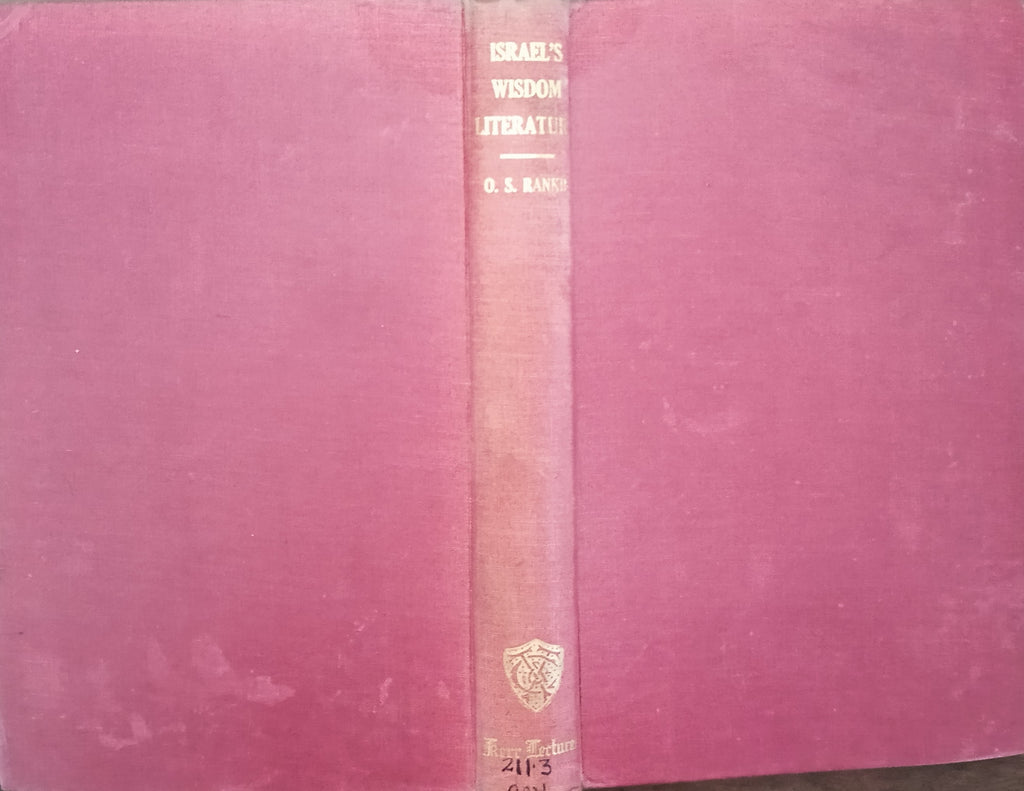 ISRAEL'S
WISDOM
LITERATUR
O. S. RANKI
Kerr Lecture
211.3